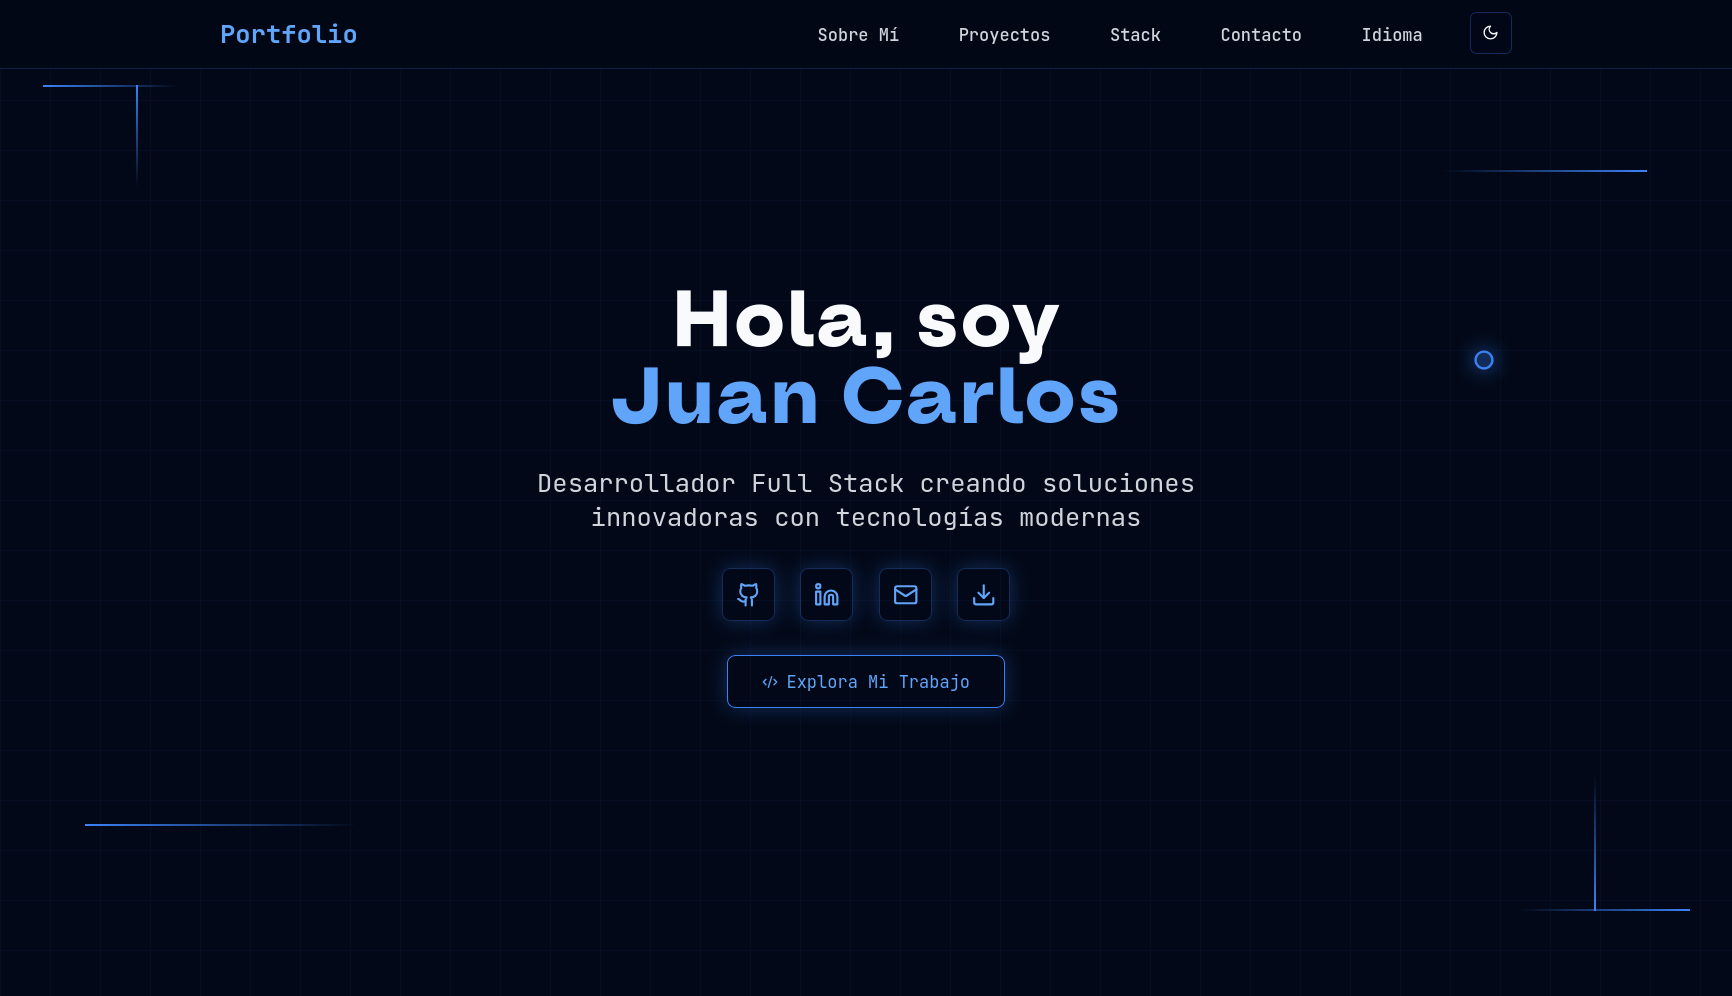 Portfolio
Sobre Mí
Proyectos
Stack
Contacto
Idioma
Hola, soy
Juan Carlos
Desarrollador Full Stack creando soluciones
innovadoras con tecnologías modernas
Explora Mi Trabajo